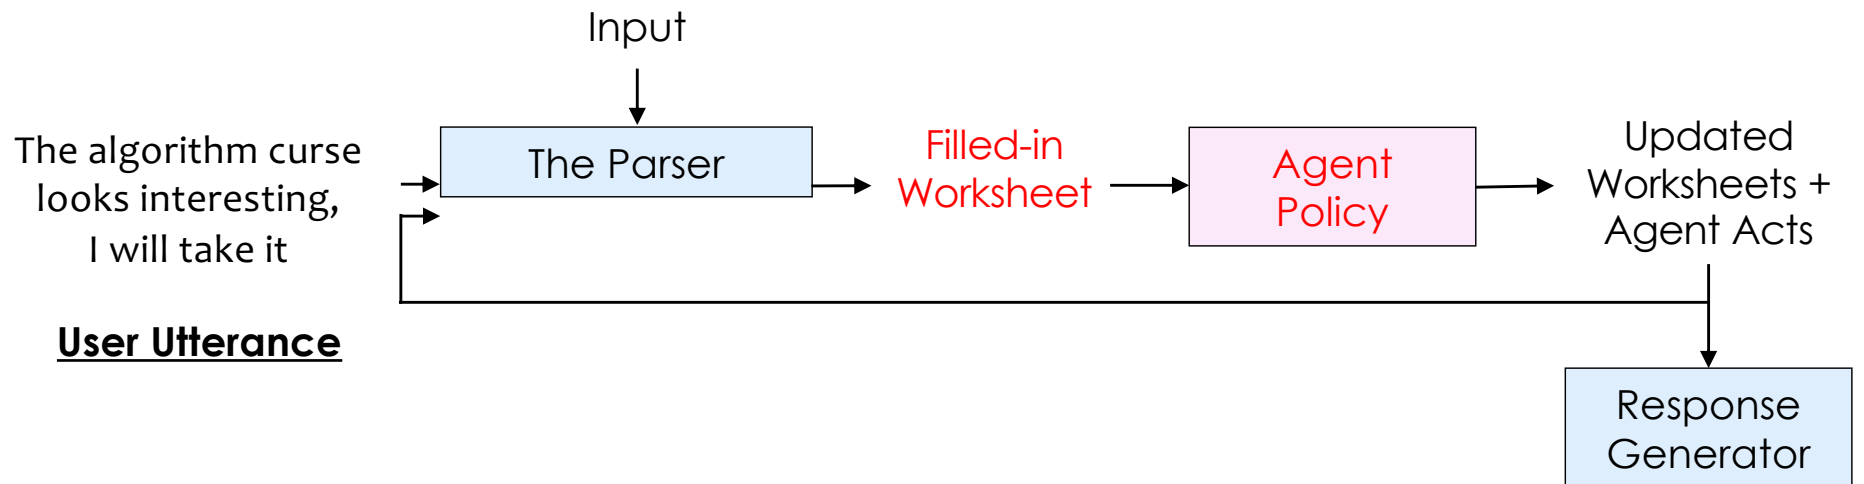 Input
The algorithm curse
looks interesting,
I will take it
User Utterance
The Parser
Filled-in
Worksheet
Agent
Policy
Updated
Worksheets +
Agent Acts
Response
Generator